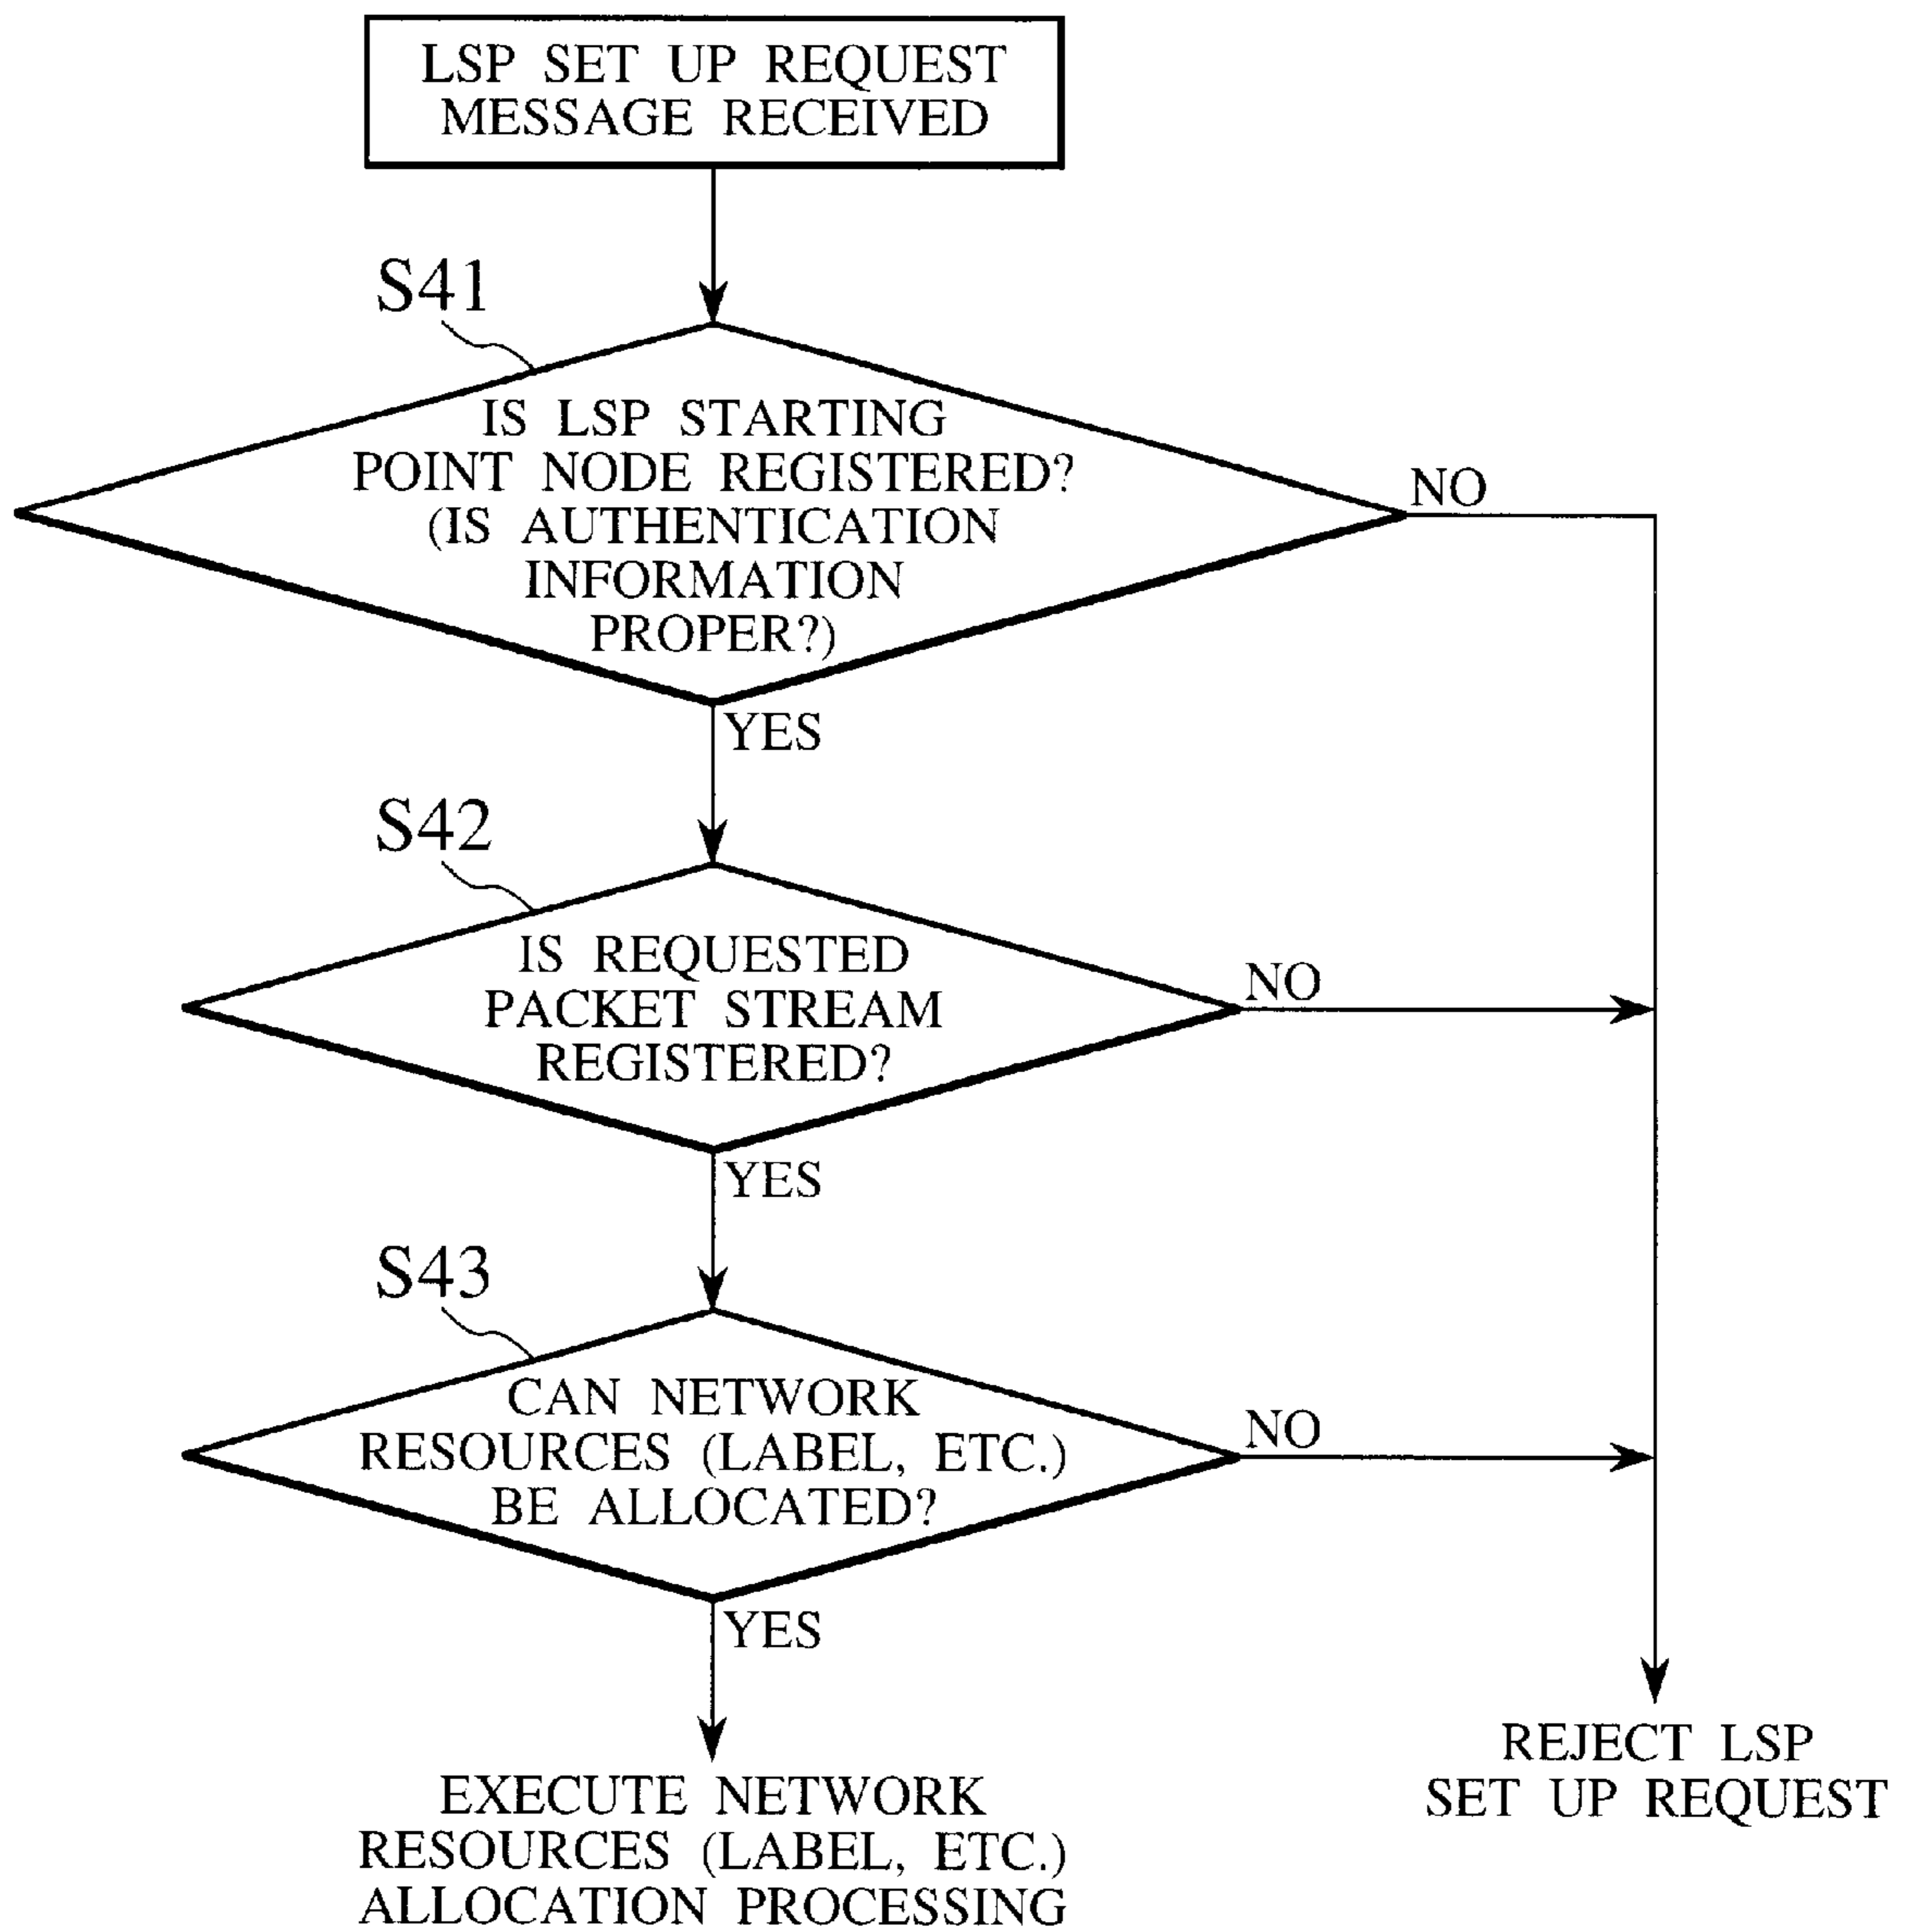 LSP SET UP REQUEST
MESSAGE RECEIVED
S41
IS LSP STARTING
POINT NODE REGISTERED?
(IS AUTHENTICATION
INFORMATION
PROPER?)
NO
YES
S42
IS REQUESTED
PACKET STREAM
REGISTERED?
NO
YES
S43
CAN NETWORK
RESOURCES (LABEL, ETC.)
BE ALLOCATED?
NO
YES
REJECT LSP
SET UP REQUEST
EXECUTE NETWORK
RESOURCES (LABEL, ETC.)
ALLOCATION PROCESSING